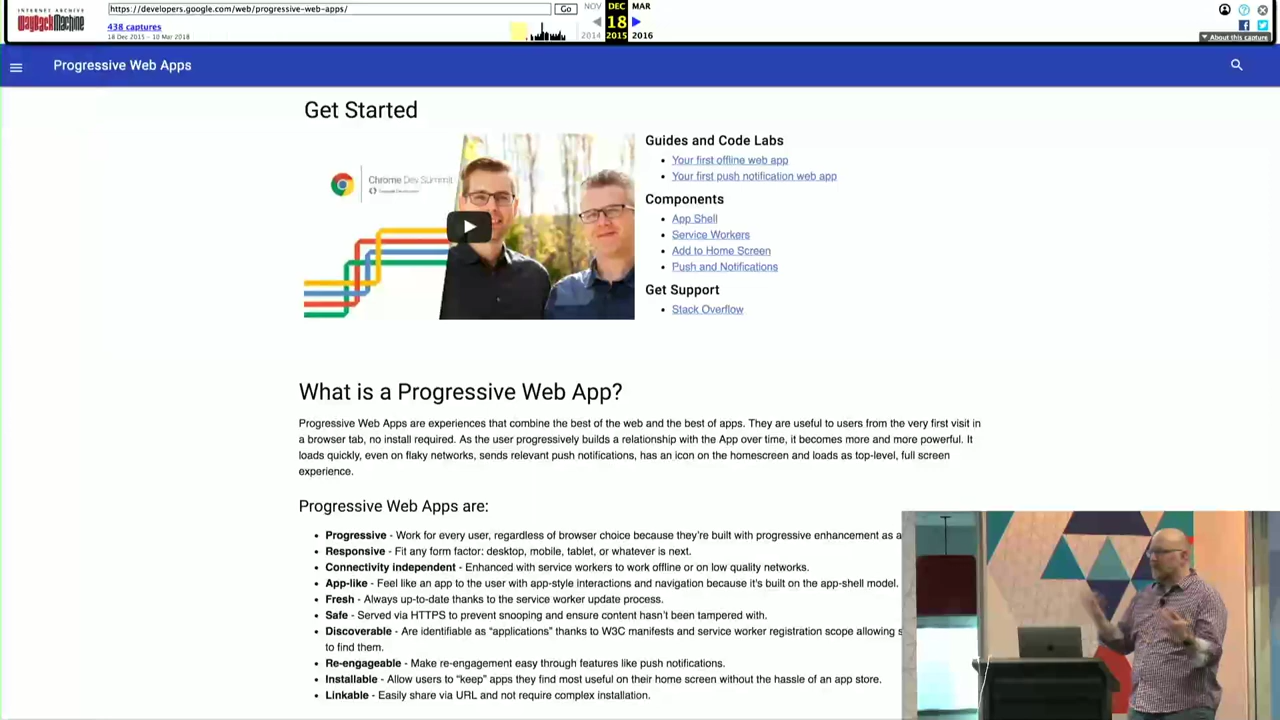 INTERNET ARCHIVE
WayBackMachine
https://developers.google.com/web/progressive-web-apps/
Go
NOV
DEC
MAR
438 captures
18
18 Dec 2015 – 10 Mar 2018
2014
2015
2016
About this capture
Progressive Web Apps
Get Started
Chrome Dev Summit
Guides and Code Labs
Your first offline web app
Your first push notification web app
Components
App Shell
Service Workers
Add to Home Screen
Push and Notifications
Get Support
Stack Overflow
What is a Progressive Web App?
Progressive Web Apps are experiences that combine the best of the web and the best of apps. They are useful to users from the very first visit in
a browser tab, no install required. As the user progressively builds a relationship with the App over time, it becomes more and more powerful. It
loads quickly, even on flaky networks, sends relevant push notifications, has an icon on the homescreen and loads as top-level, full screen
experience.
Progressive Web Apps are:
Progressive - Work for every user, regardless of browser choice because they're built with progressive enhancement as a
Responsive - Fit any form factor: desktop, mobile, tablet, or whatever is next.
Connectivity independent - Enhanced with service workers to work offline or on low quality networks.
App-like - Feel like an app to the user with app-style interactions and navigation because it's built on the app-shell model.
Fresh - Always up-to-date thanks to the service worker update process.
Safe - Served via HTTPS to prevent snooping and ensure content hasn't been tampered with.
Discoverable - Are identifiable as "applications" thanks to W3C manifests and service worker registration scope allowing s
to find them.
Re-engageable - Make re-engagement easy through features like push notifications.
Installable - Allow users to "keep" apps they find most useful on their home screen without the hassle of an app store.
Linkable - Easily share via URL and not require complex installation.